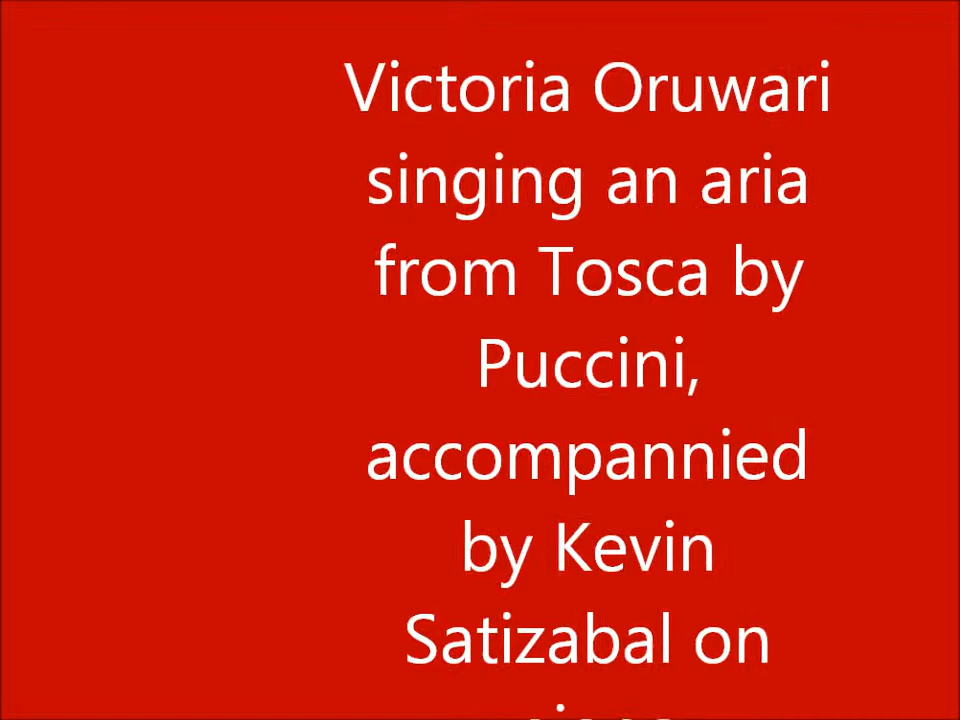 Victoria Oruwari
singing an aria
from Tosca by
Puccini,
accompannied
by Kevin
Satizabal on